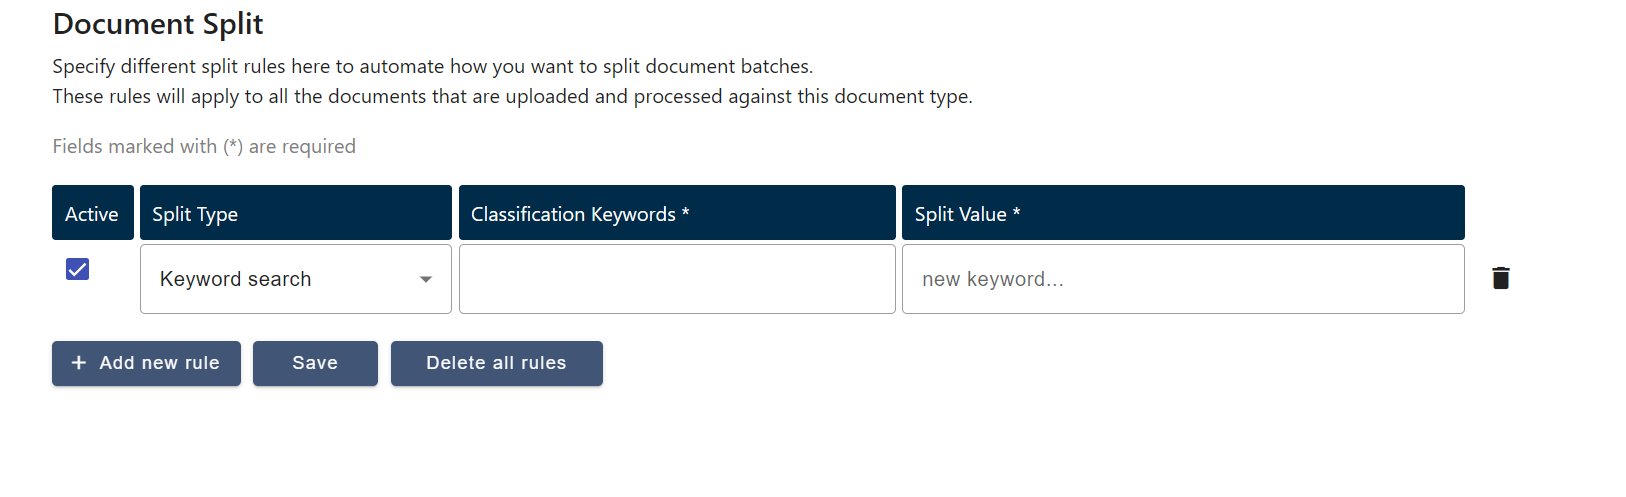 Document Split
Specify different split rules here to automate how you want to split document batches.
These rules will apply to all the documents that are uploaded and processed against this document type.
Fields marked with (*) are required
Active Split Type Classification Keywords * Split Value *
Keyword search new keyword...
+ Add new rule Save Delete all rules